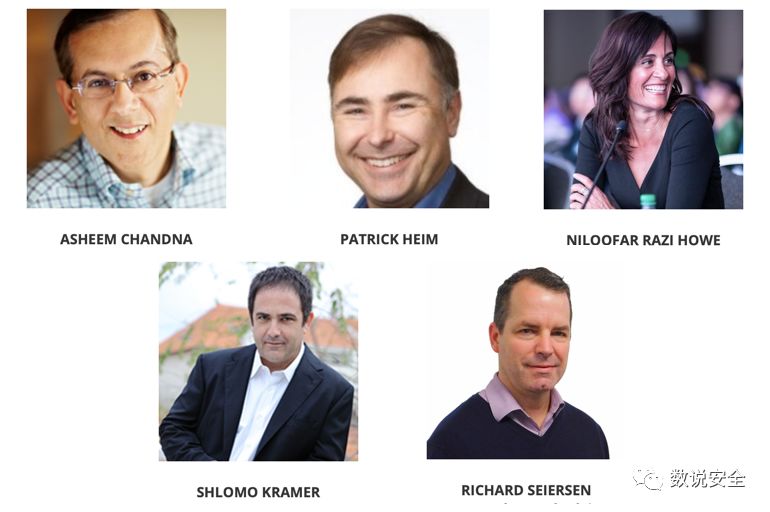 ASHEEM CHANDNA
PATRICK HEIM
NILOOFAR RAZI HOWE
SHLOMO KRAMER
RICHARD SEIERSEN
数说安全